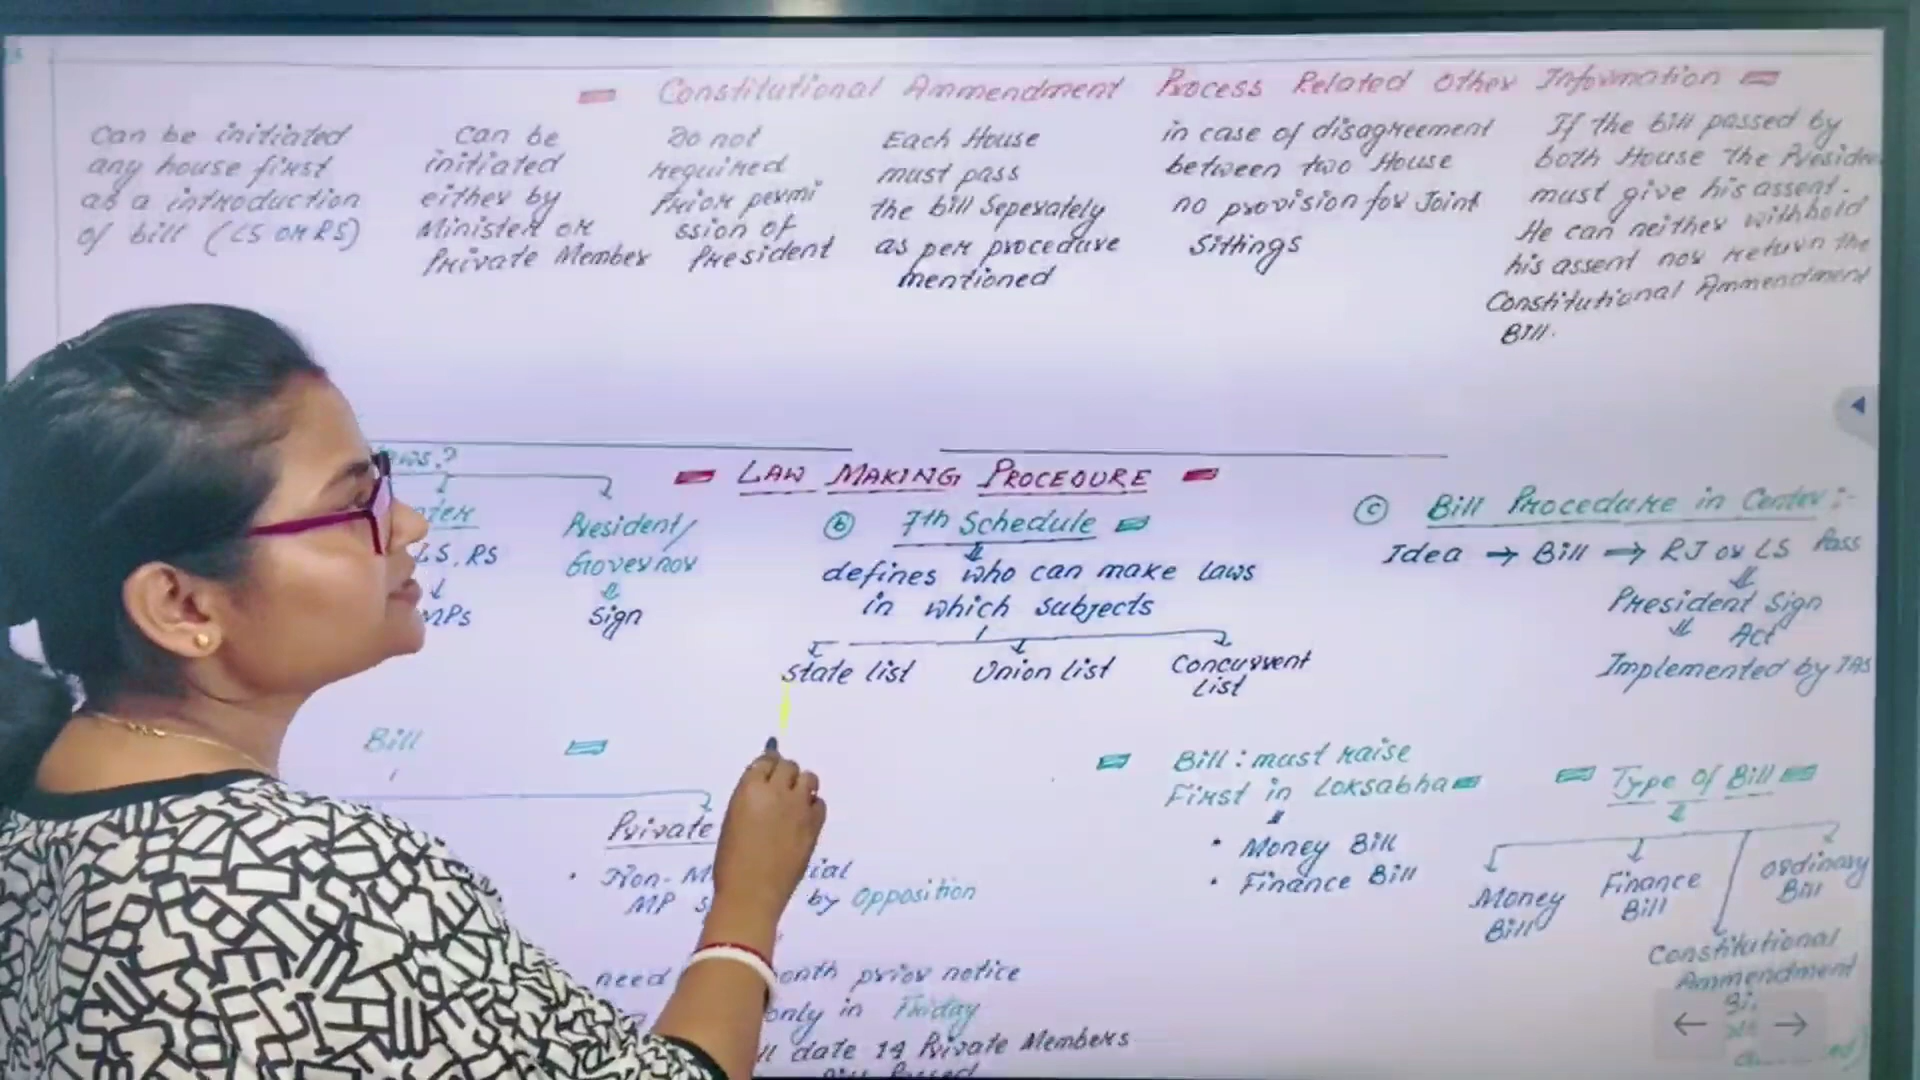 Constitutional Ammendment Process Related Other Information
Can be initiated
any house first
as a introduction
of bill (LS OR RS)
Can be
initiated
either by
Minister or
Private Member
Do not
required
Prior permi
ssion of
President
Each House
must pass
the bill Seperately
as per procedure
mentioned
in case of disagreement
between two House
no provision for Joint
Sittings
If the bill passed by
both House the
must give his assent.
He can neither withhold
his assent nor return the
Constitutional Ammendment
Bill.
LAW MAKING PROCEDURE
LS, RS
MPs
President/
Governor
Sign
(b) 7th Schedule
defines who can make laws
in which subjects
State list
Union list
Concurrent
List
(c) Bill Procedure in Center:-
Idea → Bill → RJ or LS Pass
President Sign
Act
Implemented by IAS
Bill
Private
Non-
MP
by Opposition
need
prior notice
only in Friday
date 14 Private Members
Bill: must raise
First in Loksabha
• Money Bill
• Finance Bill
Type Of Bill
Money
Bill
Finance
Bill
Ordinary
Bill
Constitutional
Ammendment